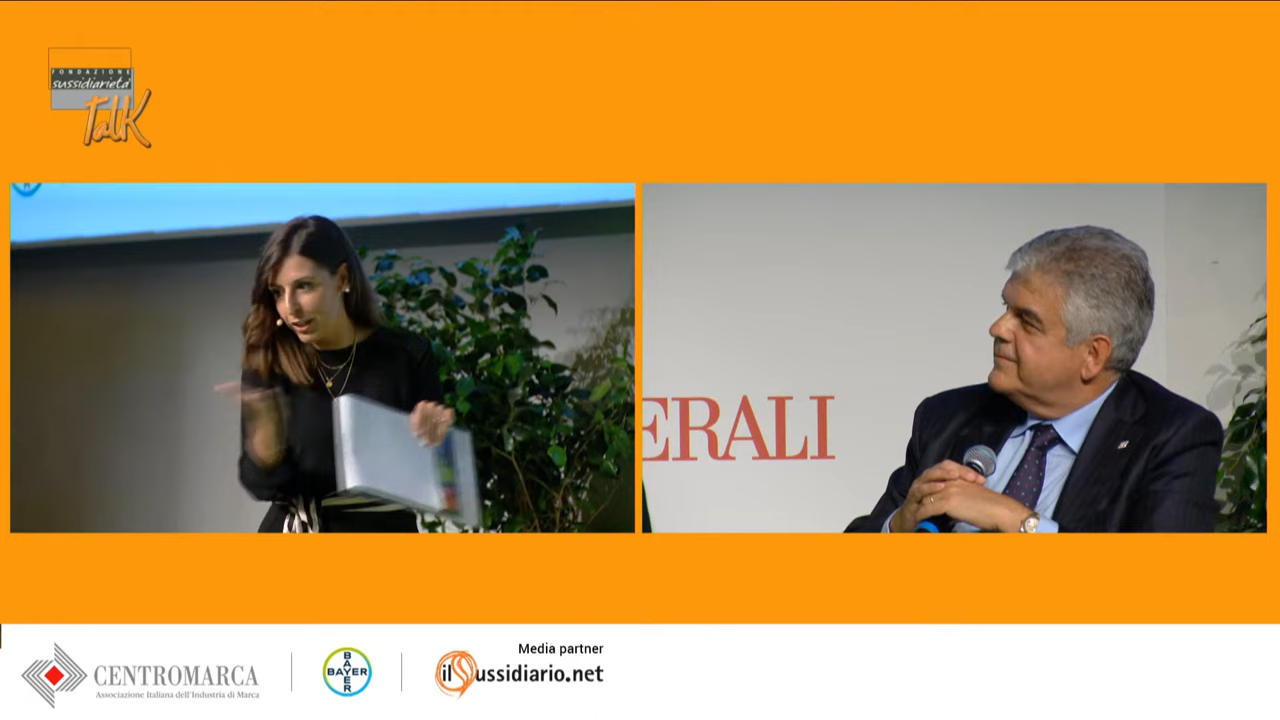 FONDAZIONE
sussidiarietà
Talk
ERALI
CENTROMARCA
Associazione Italiana dell'Industria di Marca
BAYER
BAYER
Media partner
ilSussidiario.net